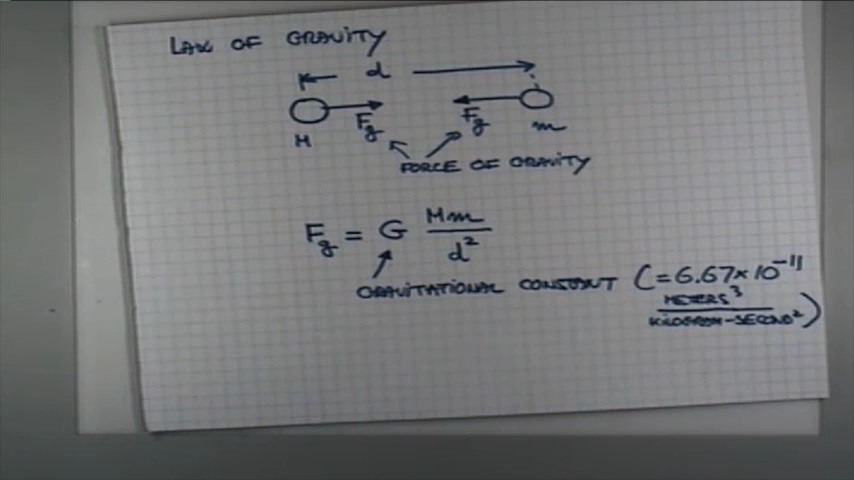 LAW OF GRAVITY
d
Fg Fg
M m
FORCE OF GRAVITY
Fg = G Mm/d²
GRAVITATIONAL CONSTANT (= 6.67 × 10⁻¹¹
METERS³/KILOGRAM-SECOND²)